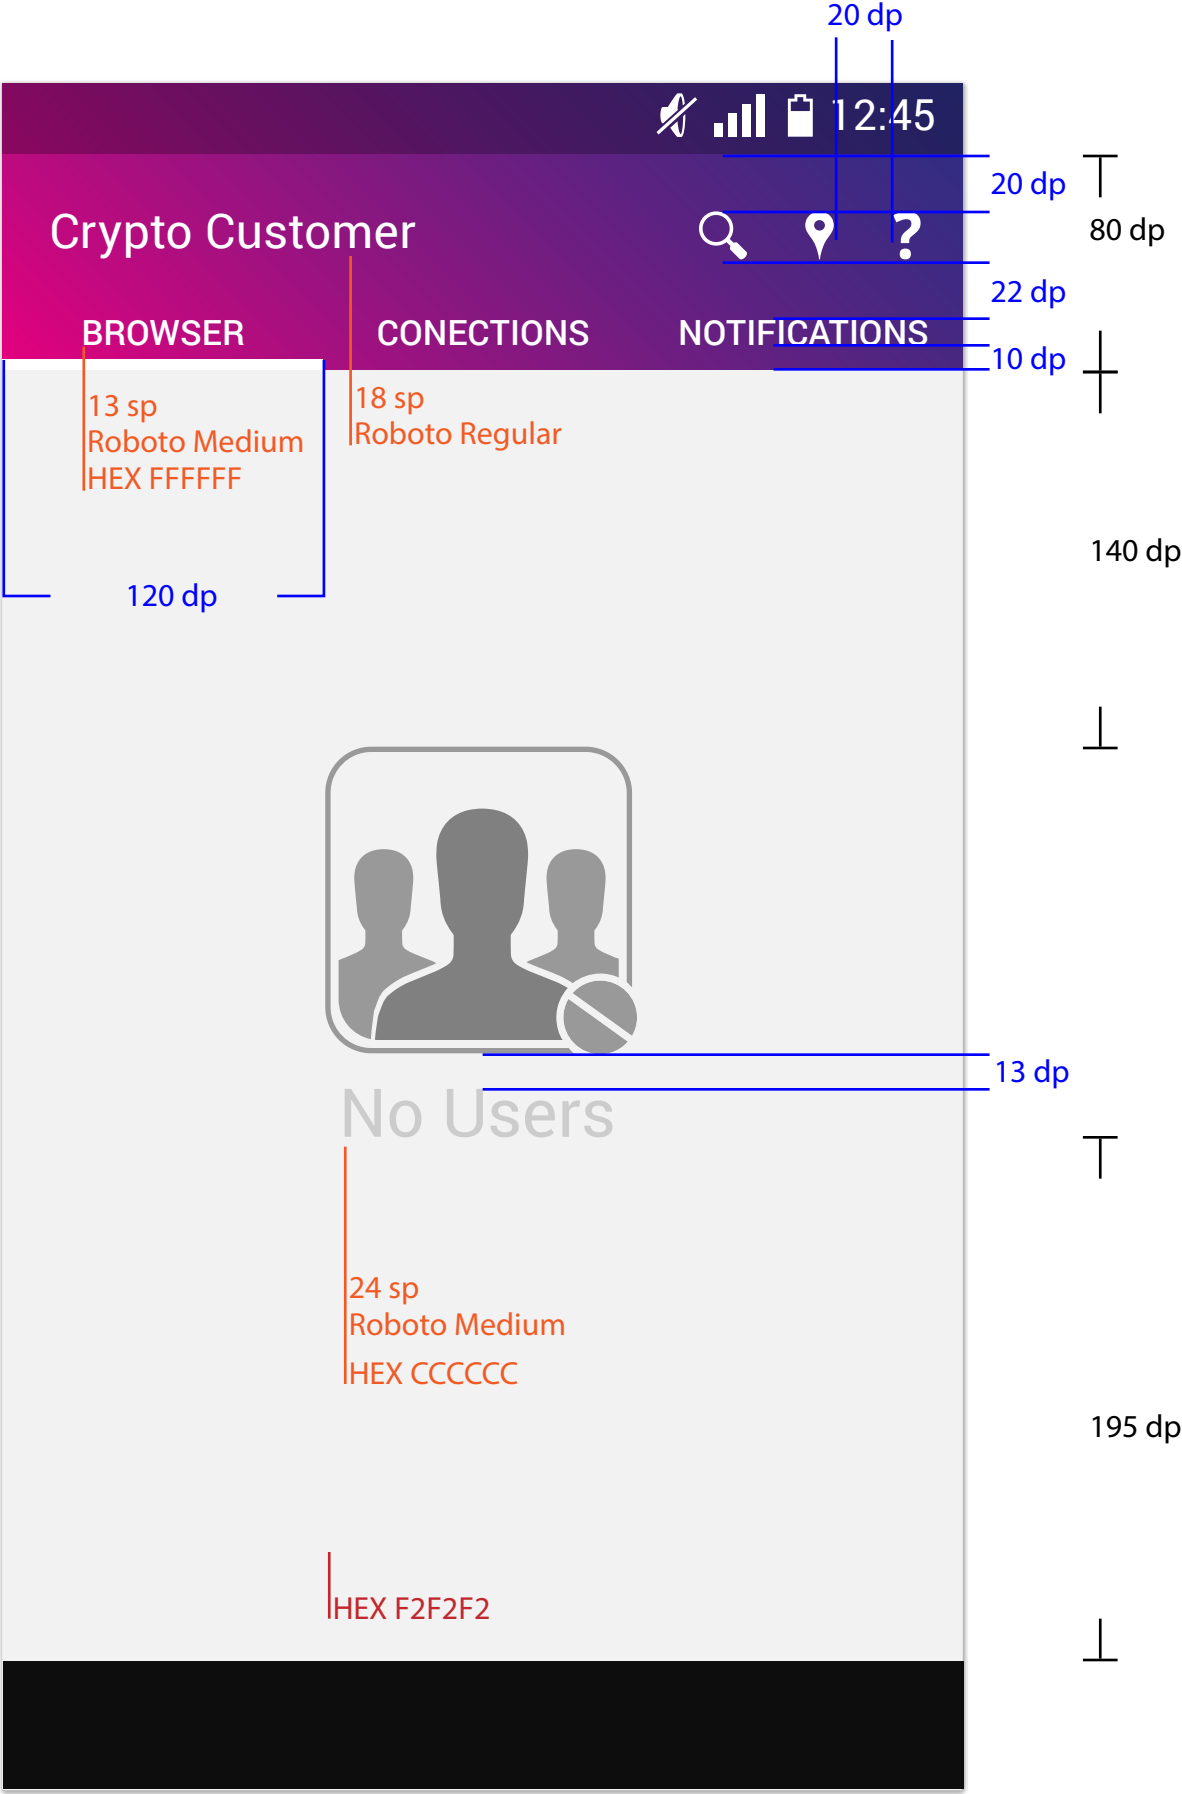 20 dp
12:45
20 dp
Crypto Customer
?
80 dp
22 dp
BROWSER
CONECTIONS
NOTIFICATIONS
10 dp
13 sp
Roboto Medium
HEX FFFFFF
18 sp
Roboto Regular
140 dp
120 dp
13 dp
No Users
24 sp
Roboto Medium
HEX CCCCCC
195 dp
HEX F2F2F2